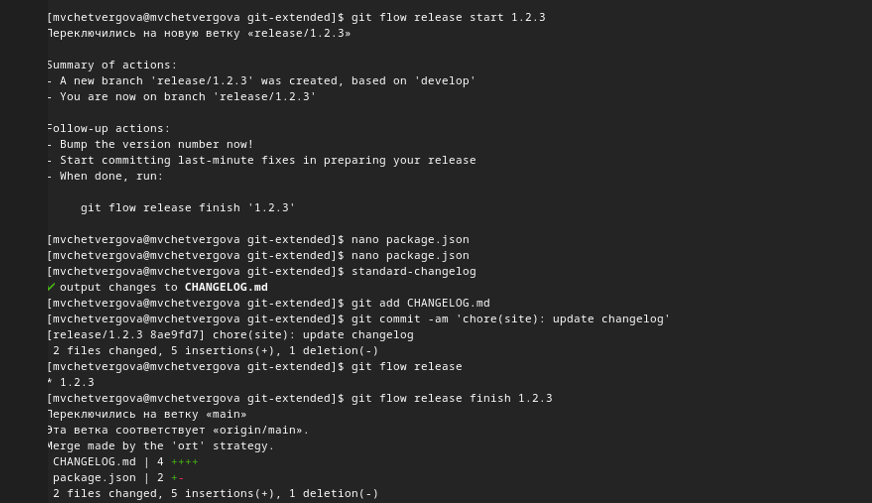 [mvchetvergova@mvchetvergova git-extended]$ git flow release start 1.2.3
Переключились на новую ветку «release/1.2.3»
Summary of actions:
- A new branch 'release/1.2.3' was created, based on 'develop'
- You are now on branch 'release/1.2.3'
Follow-up actions:
- Bump the version number now!
- Start committing last-minute fixes in preparing your release
- When done, run:
git flow release finish '1.2.3'
[mvchetvergova@mvchetvergova git-extended]$ nano package.json
[mvchetvergova@mvchetvergova git-extended]$ nano package.json
[mvchetvergova@mvchetvergova git-extended]$ standard-changelog
✔ output changes to CHANGELOG.md
[mvchetvergova@mvchetvergova git-extended]$ git add CHANGELOG.md
[mvchetvergova@mvchetvergova git-extended]$ git commit -am 'chore(site): update changelog'
[release/1.2.3 8ae9fd7] chore(site): update changelog
2 files changed, 5 insertions(+), 1 deletion(-)
[mvchetvergova@mvchetvergova git-extended]$ git flow release
* 1.2.3
[mvchetvergova@mvchetvergova git-extended]$ git flow release finish 1.2.3
Переключились на ветку «main»
Эта ветка соответствует «origin/main».
Merge made by the 'ort' strategy.
CHANGELOG.md | 4 ++++
package.json | 2 +-
2 files changed, 5 insertions(+), 1 deletion(-)